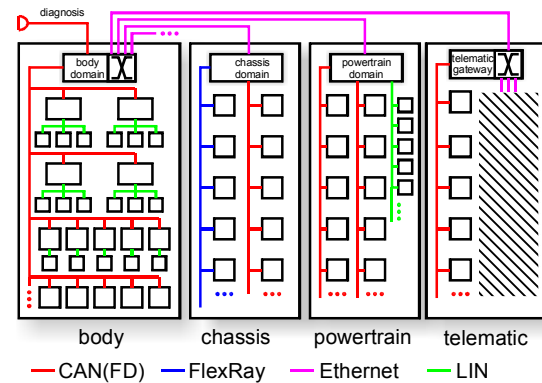 diagnosis
body
domain
chassis
domain
powertrain
domain
telematic
gateway
body
chassis
powertrain
telematic
CAN(FD)
FlexRay
Ethernet
LIN